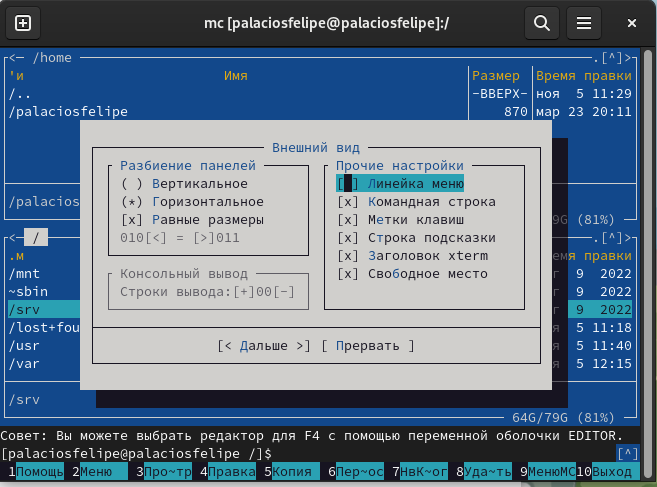 mc [palaciosfelipe@palaciosfelipe]:/
<─ /home .[^]>
'и Имя Размер Время правки
/.. -ВВЕРХ- ноя 5 11:29
/palaciosfelipe 870 мар 23 20:11
Внешний вид
Разбиение панелей Прочие настройки
( ) Вертикальное [ ] Линейка меню
/palacios (*) Горизонтальное [x] Командная строка
[x] Равные размеры [x] Метки клавиш 9G (81%)
<─ / 010[<] = [>]011 [x] Строка подсказки .[^]>
.м [x] Заголовок xterm мя правки
/mnt Консольный вывод [x] Свободное место 9 2022
~sbin Строки вывода:[+]00[-] 9 2022
/srv 9 2022
/lost+fou 5 11:18
/usr [< Дальше >] [ Прервать ] 5 11:40
/var 5 12:15
/srv
64G/79G (81%)
Совет: Вы можете выбрать редактор для F4 с помощью переменной оболочки EDITOR.
[palaciosfelipe@palaciosfelipe /]$ [^]
1Помощь 2Меню 3Про~тр 4Правка 5Копия 6Пер~ос 7НвК~ог 8Уда~ть 9МенюМС 10Выход